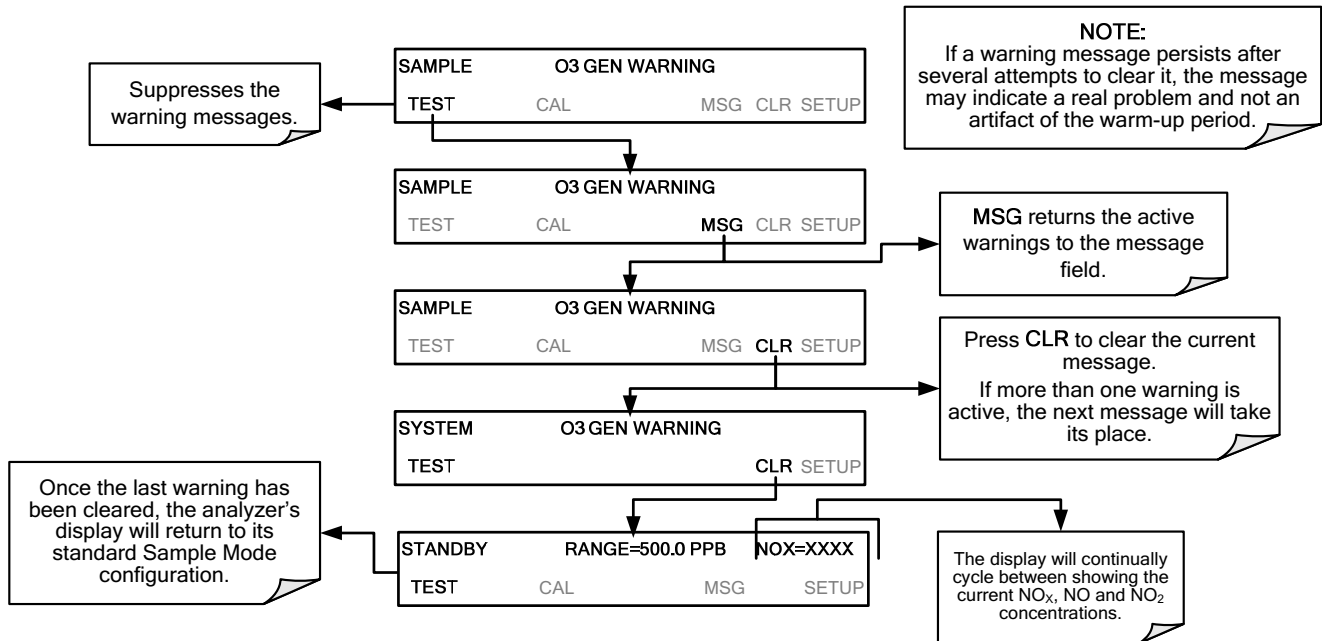 NOTE:
If a warning message persists after
several attempts to clear it, the message
may indicate a real problem and not an
artifact of the warm-up period.
Suppresses the
warning messages.
SAMPLE O3 GEN WARNING
TEST CAL MSG CLR SETUP
SAMPLE O3 GEN WARNING
TEST CAL MSG CLR SETUP
MSG returns the active
warnings to the message
field.
SAMPLE O3 GEN WARNING
TEST CAL MSG CLR SETUP
Press CLR to clear the current
message.
If more than one warning is
active, the next message will take
its place.
SYSTEM O3 GEN WARNING
TEST CLR SETUP
Once the last warning has
been cleared, the analyzer's
display will return to its
standard Sample Mode
configuration.
STANDBY RANGE=500.0 PPB NOX=XXXX
TEST CAL MSG SETUP
The display will continually
cycle between showing the
current NOₓ, NO and NO₂
concentrations.